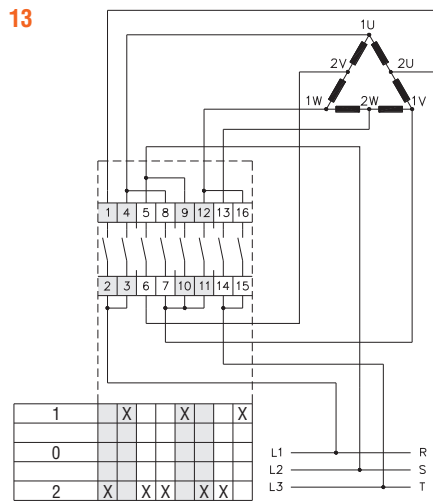 13
1U
2V 2U
1W 2W 1V
1 4 5 8 9 12 13 16
2 3 6 7 10 11 14 15
1 X X X
0
2 X X X X X X
L1 R
L2 S
L3 T